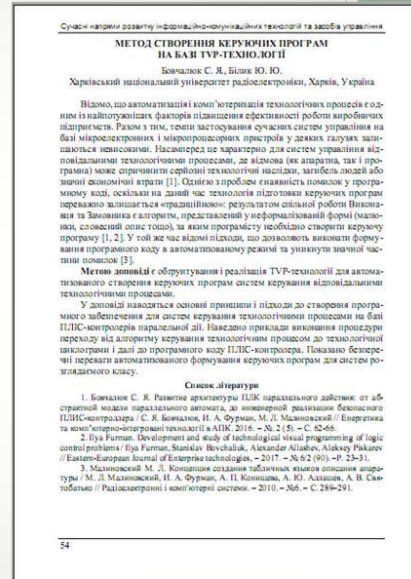 Сучасні напрями розвитку інформаційно-комунікаційних технологій та засобів управління
МЕТОД СТВОРЕННЯ КЕРУЮЧИХ ПРОГРАМ
НА БАЗІ TVP-ТЕХНОЛОГІЇ
Бовчалюк С. Я., Білик Ю. Ю.
Харківський національний університет радіоелектроніки, Харків, Україна
Відомо, що автоматизація і комп’ютеризація технологічних процесів є од-
ним із найпотужніших факторів підвищення ефективності роботи виробничих
підприємств. Разом з тим, темпи застосування сучасних систем управління на
базі мікроелектронних і мікропроцесорних пристроїв у деяких галузях зали-
шаються невисокими. Насамперед це характерно для систем управління від-
повідальними технологічними процесами, де відмова (як апаратна, так і про-
грамна) може спричинити серйозні технологічні наслідки, загибель людей або
значні економічні втрати [1]. Однією з проблем є наявність помилок у програ-
мному коді, оскільки на даний час технологія підготовки керуючих програм
переважно залишається «традиційною»: результатом спільної роботи Викона-
вця та Замовника є алгоритм, представлений у неформалізованій формі (малю-
нки, словесний опис тощо), за яким програмісту необхідно створити керуючу
програму [1, 2]. У той же час відомі підходи, що дозволяють виконати форму-
вання програмного коду в автоматизованому режимі та уникнути значної час-
тини помилок [3].
Метою доповіді є обґрунтування і реалізація TVP-технології для автома-
тизованого створення керуючих програм систем керування відповідальними
технологічними процесами.
У доповіді наводяться основні принципи і підходи до створення програ-
много забезпечення для систем керування технологічними процесами на базі
ПЛІС-контролерів паралельної дії. Наведено приклади виконання процедури
переходу від алгоритму керування технологічним процесом до технологічної
циклограми і далі до програмного коду ПЛІС-контролера. Показано безпере-
чні переваги автоматизованого формування керуючих програм для систем ро-
зглядаємого класу.
Список літератури
1. Бовчалюк С. Я. Развитие архитектуры ПЛК параллельного действия: от аб-
страктной модели параллельного автомата, до инженерной реализации безопасного
ПЛИС-контроллера / С. Я. Бовчалюк, И. А. Фурман, М. Л. Малиновский // Енергетика
та комп’ютерно-інтегровані технології в АПК. 2016. – №. 2 (5). – С. 62-66.
2. Ilya Furman. Development and study of technological visual programming of logic
control problems / Ilya Furman, Stanislav Bovchaliuk, Alexander Allashev, Aleksey Piskarev
// Eastern-European Journal of Enterprise technologies, – 2017. – № 6/2 (90). –P. 23–31.
3. Малиновский М. Л. Концепция создания табличных языков описания аппара-
туры / М. Л. Малиновский, И. А. Фурман, А. П. Конищева, А. Ю. Аллашев, А. В. Свя-
тобатько // Радіоелектронні і комп’ютерні системи. – 2010. – №6. – С. 289–291.
54